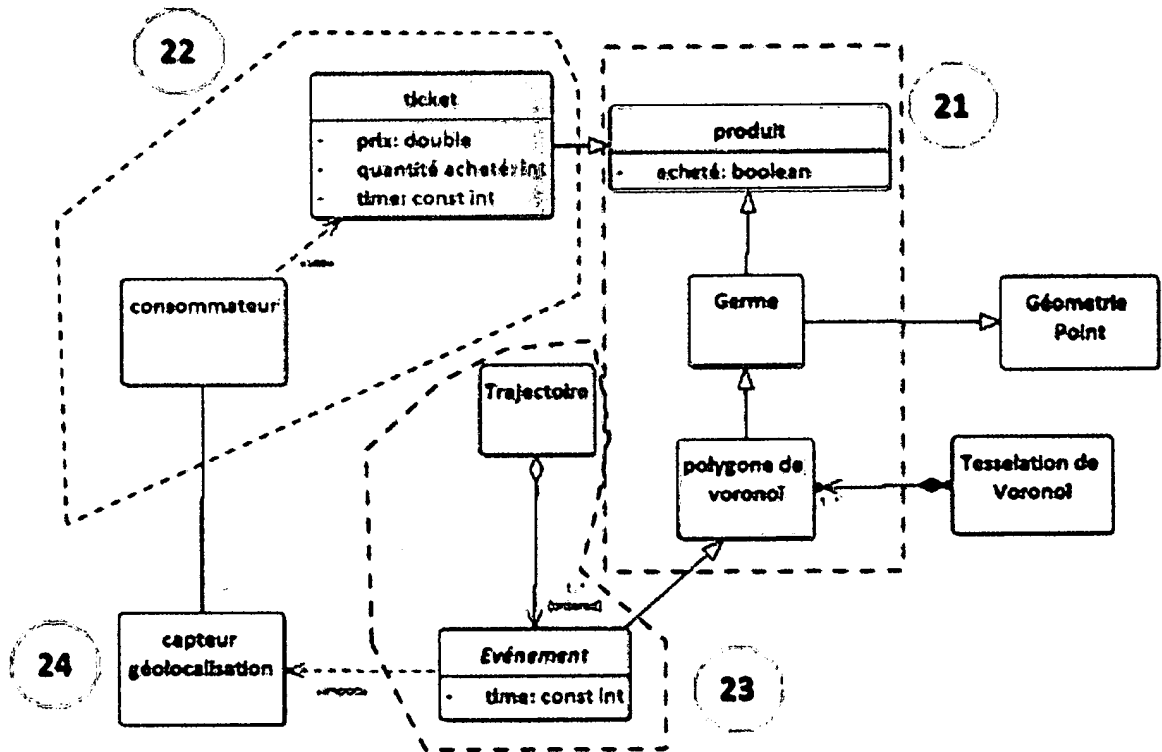 22
ticket
- prix: double
- quantité acheté: int
- time: const int
21
produit
- acheté: boolean
consommateur
Germe
Géometrie
Point
Trajectoire
polygone de
voronoï
Tesselation de
Voronoï
{ordered}
24
capteur
géolocalisation
Evénement
- time: const int
23